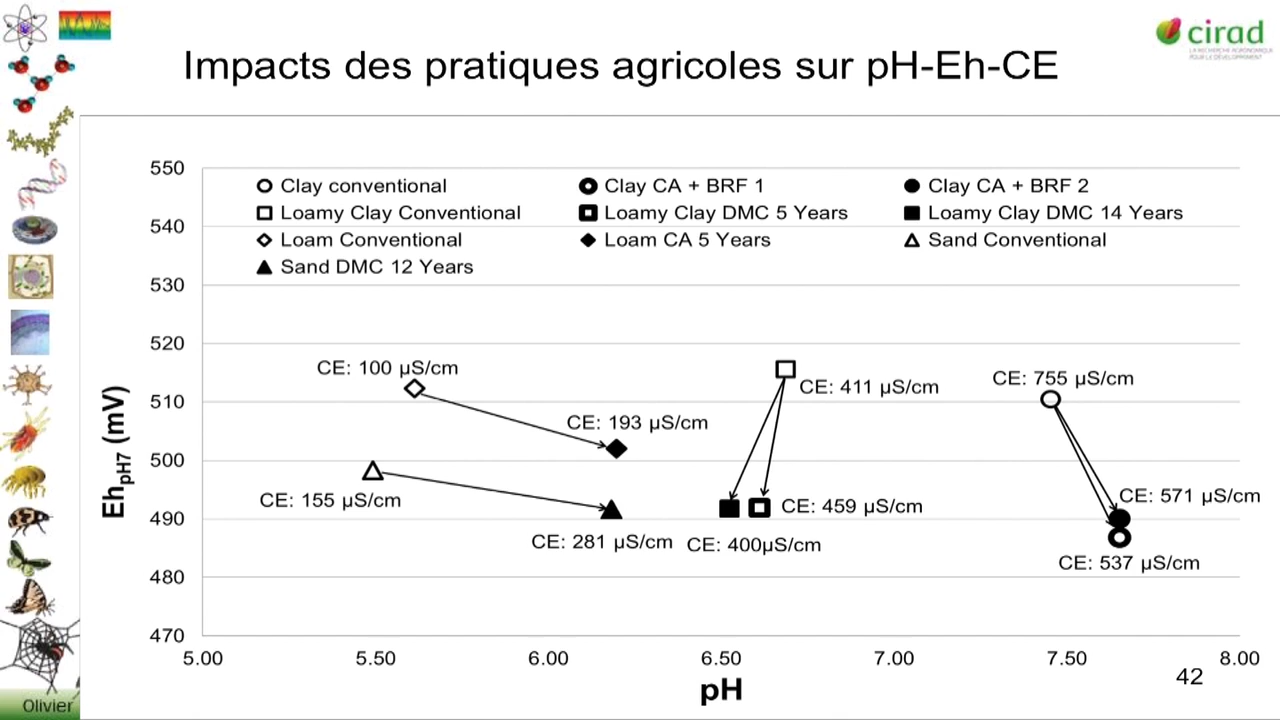 cirad
LA RECHERCHE AGRONOMIQUE
POUR LE DÉVELOPPEMENT
Impacts des pratiques agricoles sur pH-Eh-CE
550
540
530
520
510
500
490
480
470
Clay conventional
Clay CA + BRF 1
Clay CA + BRF 2
Loamy Clay Conventional
Loamy Clay DMC 5 Years
Loamy Clay DMC 14 Years
Loam Conventional
Loam CA 5 Years
Sand Conventional
Sand DMC 12 Years
CE: 100 µS/cm
CE: 193 µS/cm
CE: 155 µS/cm
CE: 281 µS/cm
CE: 411 µS/cm
CE: 459 µS/cm
CE: 400µS/cm
CE: 755 µS/cm
CE: 571 µS/cm
CE: 537 µS/cm
EhpH7 (mV)
5.00 5.50 6.00 6.50 7.00 7.50 8.00
pH
42
Olivier